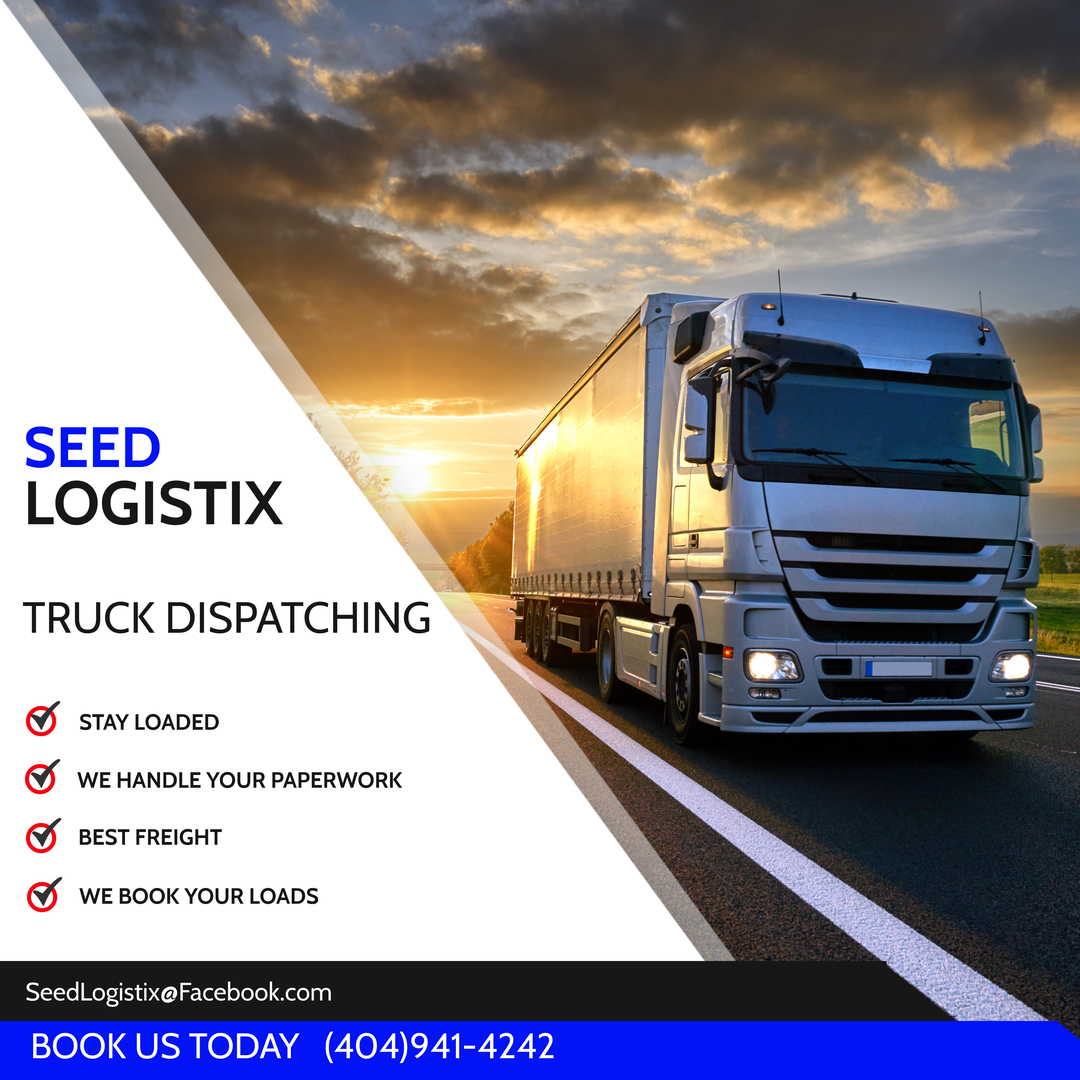 SEED
LOGISTIX
TRUCK DISPATCHING
STAY LOADED
WE HANDLE YOUR PAPERWORK
BEST FREIGHT
WE BOOK YOUR LOADS
SeedLogistix@Facebook.com
BOOK US TODAY (404)941-4242